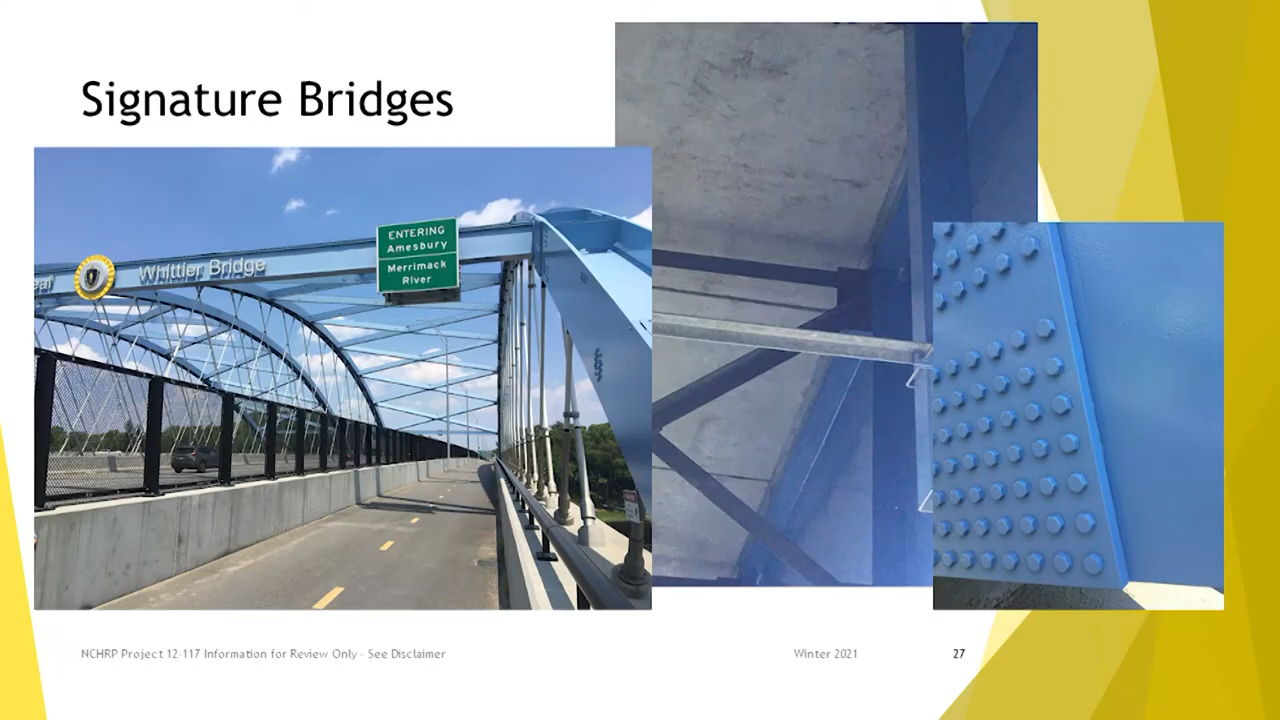 Signature Bridges
eal
Whittier Bridge
ENTERING
Amesbury
Merrimack
River
NCHRP Project 12-117 Information for Review Only - See Disclaimer
Winter 2021
27